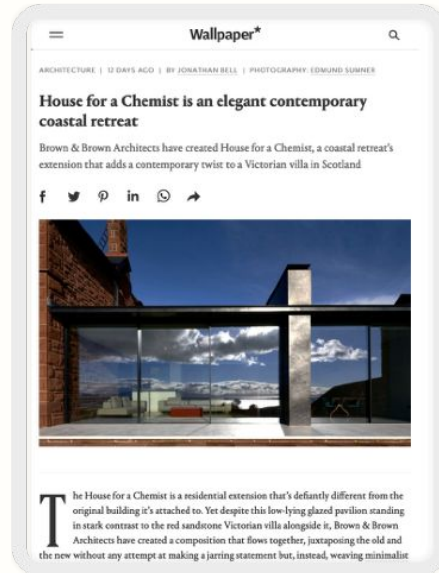 Wallpaper*
ARCHITECTURE | 12 DAYS AGO | BY JONATHAN BELL | PHOTOGRAPHY: EDMUND SUMNER
House for a Chemist is an elegant contemporary
coastal retreat
Brown & Brown Architects have created House for a Chemist, a coastal retreat's
extension that adds a contemporary twist to a Victorian villa in Scotland
The House for a Chemist is a residential extension that's defiantly different from the
original building it's attached to. Yet despite this low-lying glazed pavilion standing
in stark contrast to the red sandstone Victorian villa alongside it, Brown & Brown
Architects have created a composition that flows together, juxtaposing the old and
the new without any attempt at making a jarring statement but, instead, weaving minimalist